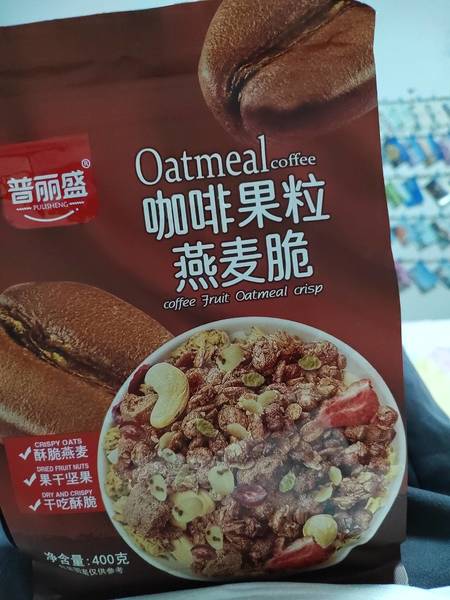 Oatmeal coffee
普丽盛®
PULISHENG
咖啡果粒
燕麦脆
coffee Fruit Oatmeal crisp
CRISPY OATS
酥脆燕麦
DRIED FRUIT NUTS
果干坚果
DRY AND CRISPY
干吃酥脆
净含量:400克